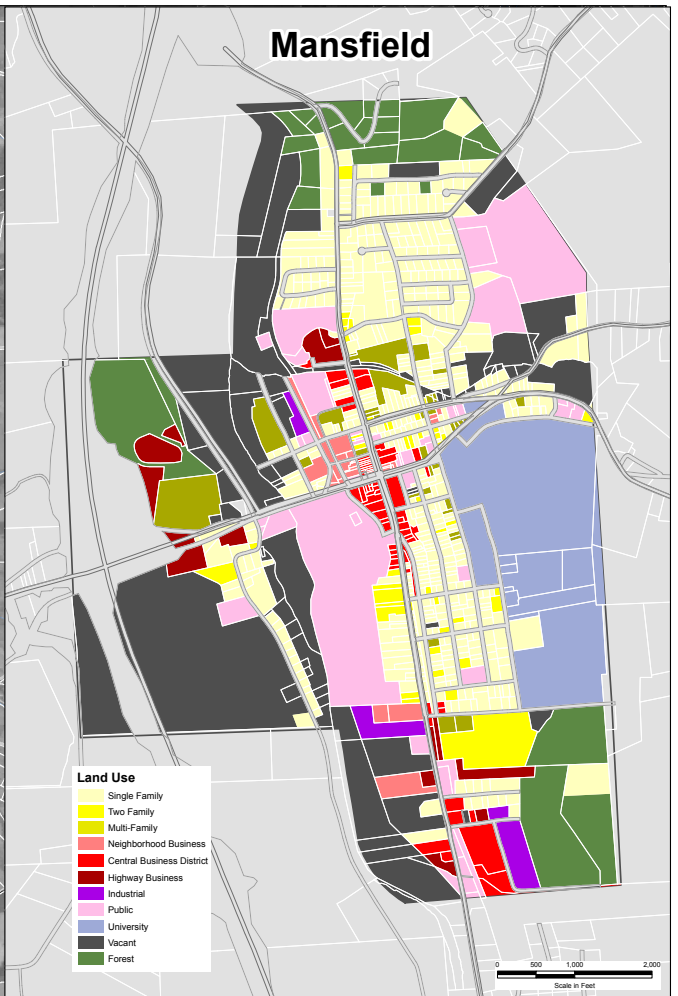 Mansfield
Land Use
Single Family
Two Family
Multi-Family
Neighborhood Business
Central Business District
Highway Business
Industrial
Public
University
Vacant
Forest
0 500 1,000 2,000
Scale in Feet